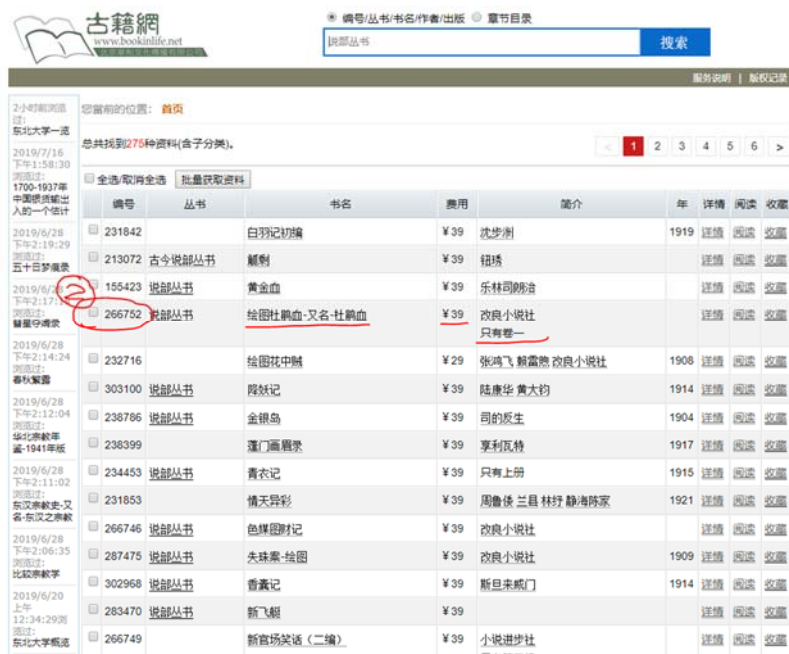 古籍網
www.bookinlife.net
编号/丛书/书名/作者/出版 章节目录
说部丛书
搜索
服务说明 | 版权记录
2小时前浏览过:
东北大学一览
2019/7/16
下午1:58:30
浏览过:
1700-1937年
中国银货输出
入的一个估计
2019/6/28
下午2:19:29
浏览过:
五十日梦痕录
2019/6/28
下午2:17:1
浏览过:
2019/6/28
下午2:14:24
浏览过:
春秋繁露
2019/6/28
下午2:12:04
浏览过:
华北宗教年
鉴-1941年版
2019/6/28
下午2:11:02
浏览过:
东汉宗教史-又
名-东汉之宗教
2019/6/28
下午2:06:35
浏览过:
比较宗教学
2019/6/20
上午
12:34:29浏
览过:
东北大学概览
您当前的位置: 首页
总共找到275种资料(含子分类)。
< 1 2 3 4 5 6 >
全选/取消全选 批量获取资料
编号 丛书 书名 费用 简介 年 详情 阅读 收藏
231842 白羽记初编 ¥39 沈步洲 1919 详情 阅读 收藏
213072 古今说部丛书 觚剩 ¥39 钮琇 详情 阅读 收藏
155423 说部丛书 黄金血 ¥39 乐林司朗治 详情 阅读 收藏
②
266752 说部丛书 绘图杜鹃血-又名-杜鹃血 ¥39 改良小说社 详情 阅读 收藏
只有卷一
232716 绘图花中贼 ¥29 张鸿飞 赖雷煦 改良小说社 1908 详情 阅读 收藏
303100 说部丛书 降妖记 ¥39 陆康华 黄大钧 1914 详情 阅读 收藏
238786 说部丛书 金银岛 ¥39 司的反生 1904 详情 阅读 收藏
238399 蓬门画眉录 ¥39 亨利瓦特 1917 详情 阅读 收藏
234453 说部丛书 青衣记 ¥39 只有上册 1915 详情 阅读 收藏
231853 情天异彩 ¥39 周鲁倭 兰县 林纾 静海陈家 1921 详情 阅读 收藏
266746 说部丛书 色媒图财记 ¥39 改良小说社 详情 阅读 收藏
287475 说部丛书 失珠案-绘图 ¥39 改良小说社 1909 详情 阅读 收藏
302968 说部丛书 香囊记 ¥39 斯旦来威门 1914 详情 阅读 收藏
283470 说部丛书 新飞艇 ¥39 详情 阅读 收藏
266749 新官场笑话（二编） ¥39 小说进步社 详情 阅读 收藏